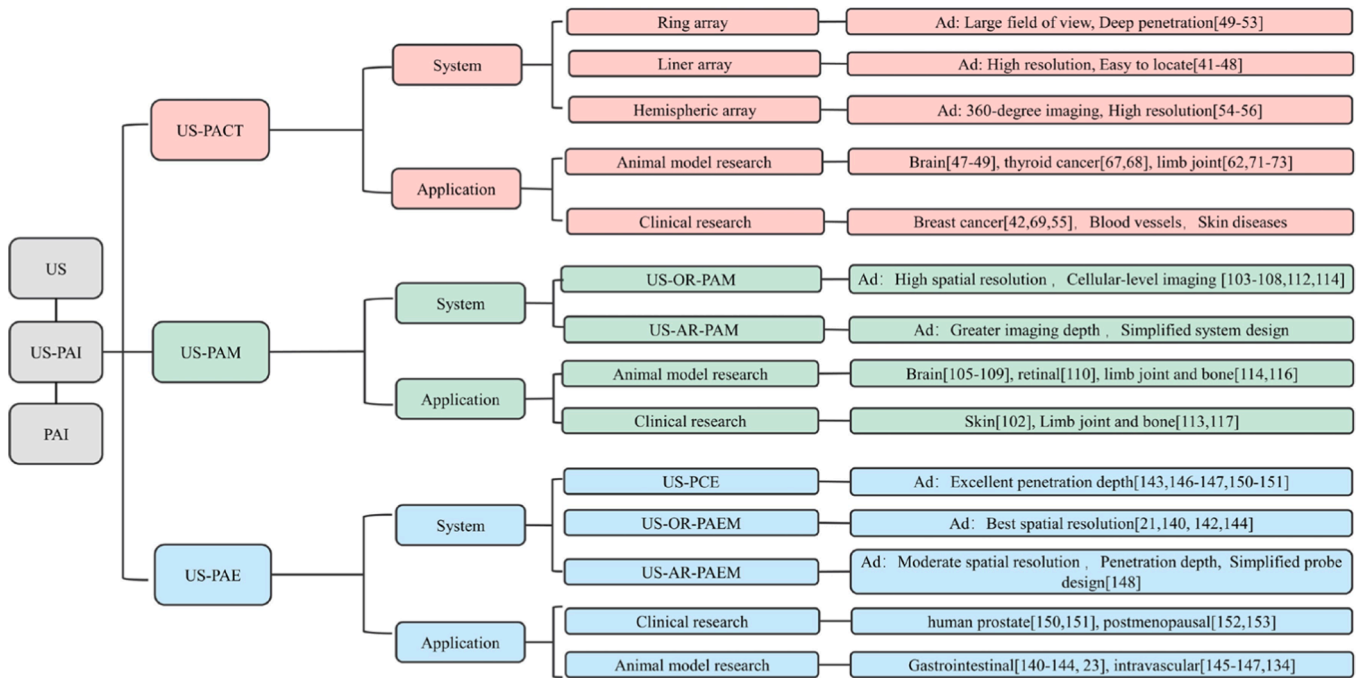 US
US-PAI
PAI
US-PACT
System
Ring array
Ad: Large field of view, Deep penetration[49-53]
Liner array
Ad: High resolution, Easy to locate[41-48]
Hemispheric array
Ad: 360-degree imaging, High resolution[54-56]
Application
Animal model research
Brain[47-49], thyroid cancer[67,68], limb joint[62,71-73]
Clinical research
Breast cancer[42,69,55], Blood vessels, Skin diseases
US-PAM
System
US-OR-PAM
Ad: High spatial resolution , Cellular-level imaging [103-108,112,114]
US-AR-PAM
Ad: Greater imaging depth , Simplified system design
Application
Animal model research
Brain[105-109], retinal[110], limb joint and bone[114,116]
Clinical research
Skin[102], Limb joint and bone[113,117]
US-PAE
System
US-PCE
Ad: Excellent penetration depth[143,146-147,150-151]
US-OR-PAEM
Ad: Best spatial resolution[21,140, 142,144]
US-AR-PAEM
Ad: Moderate spatial resolution , Penetration depth, Simplified probe
design[148]
Application
Clinical research
human prostate[150,151], postmenopausal[152,153]
Animal model research
Gastrointestinal[140-144, 23], intravascular[145-147,134]